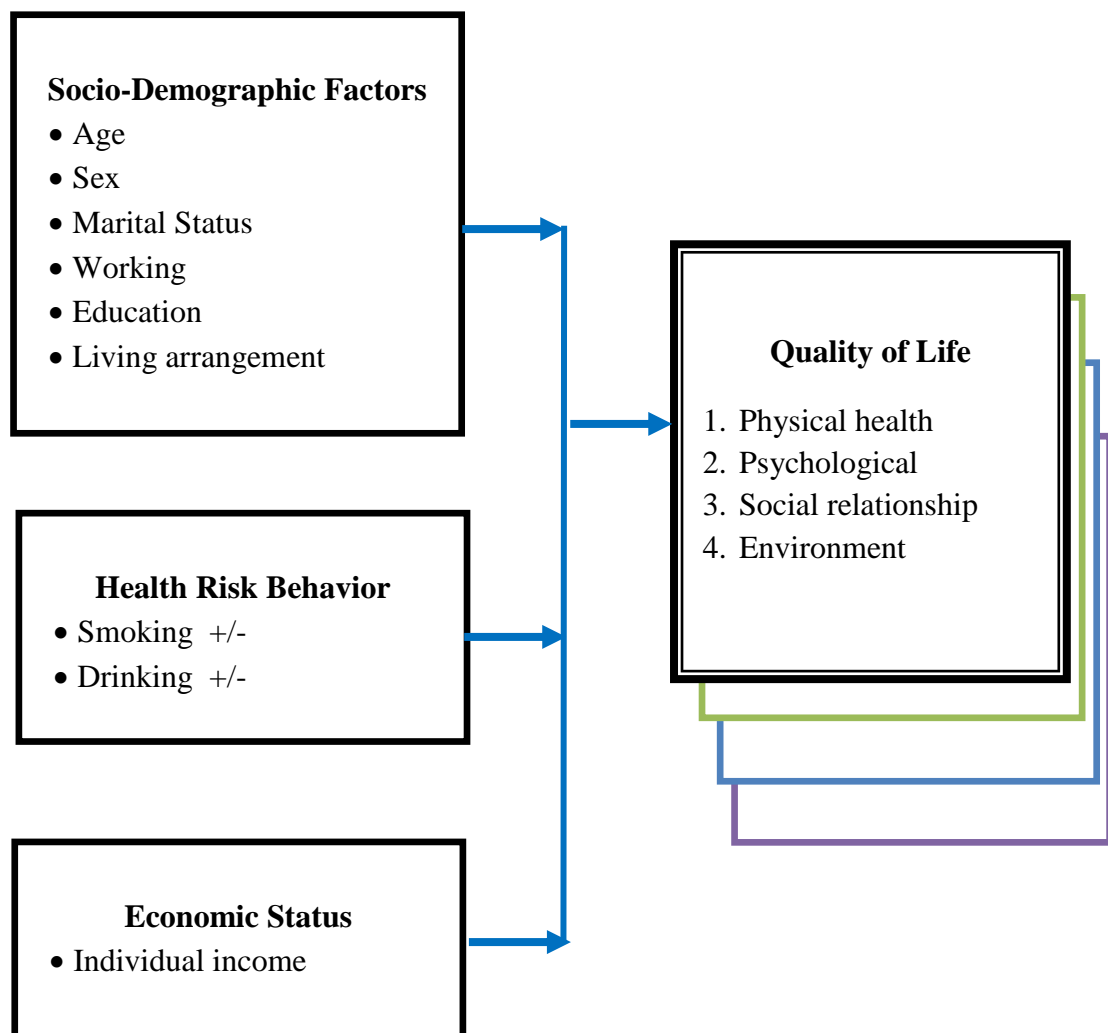 Socio-Demographic Factors
• Age
• Sex
• Marital Status
• Working
• Education
• Living arrangement
Health Risk Behavior
• Smoking +/-
• Drinking +/-
Economic Status
• Individual income
Quality of Life
1. Physical health
2. Psychological
3. Social relationship
4. Environment